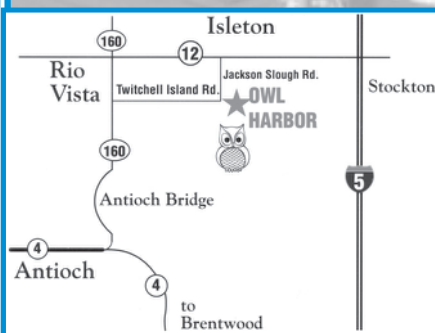 Isleton
160
12
Rio
Vista
Jackson Slough Rd.
Twitchell Island Rd.
OWL
HARBOR
Stockton
160
5
Antioch Bridge
4
Antioch
4
to
Brentwood